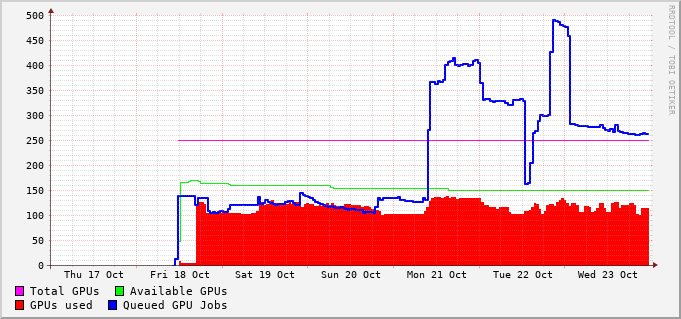 500
450
400
350
300
250
200
150
100
50
0
Thu 17 Oct Fri 18 Oct Sat 19 Oct Sun 20 Oct Mon 21 Oct Tue 22 Oct Wed 23 Oct
Total GPUs Available GPUs
GPUs used Queued GPU Jobs
RRDTOOL / TOBI OETIKER